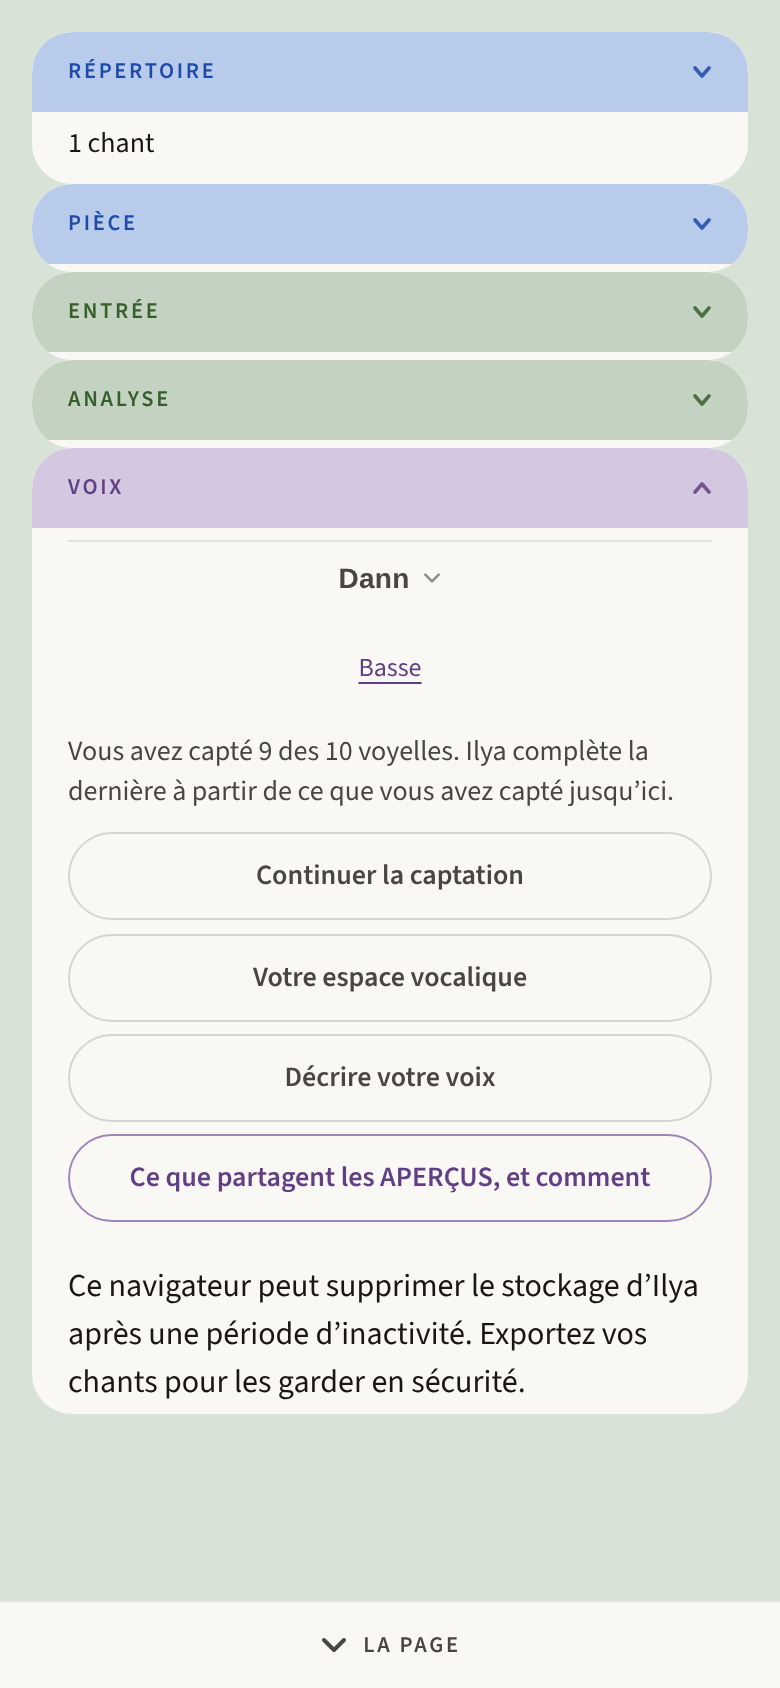 RÉPERTOIRE
1 chant
PIÈCE
ENTRÉE
ANALYSE
VOIX
Dann
Basse
Vous avez capté 9 des 10 voyelles. Ilya complète la
dernière à partir de ce que vous avez capté jusqu’ici.
Continuer la captation
Votre espace vocalique
Décrire votre voix
Ce que partagent les APERÇUS, et comment
Ce navigateur peut supprimer le stockage d’Ilya
après une période d’inactivité. Exportez vos
chants pour les garder en sécurité.
LA PAGE